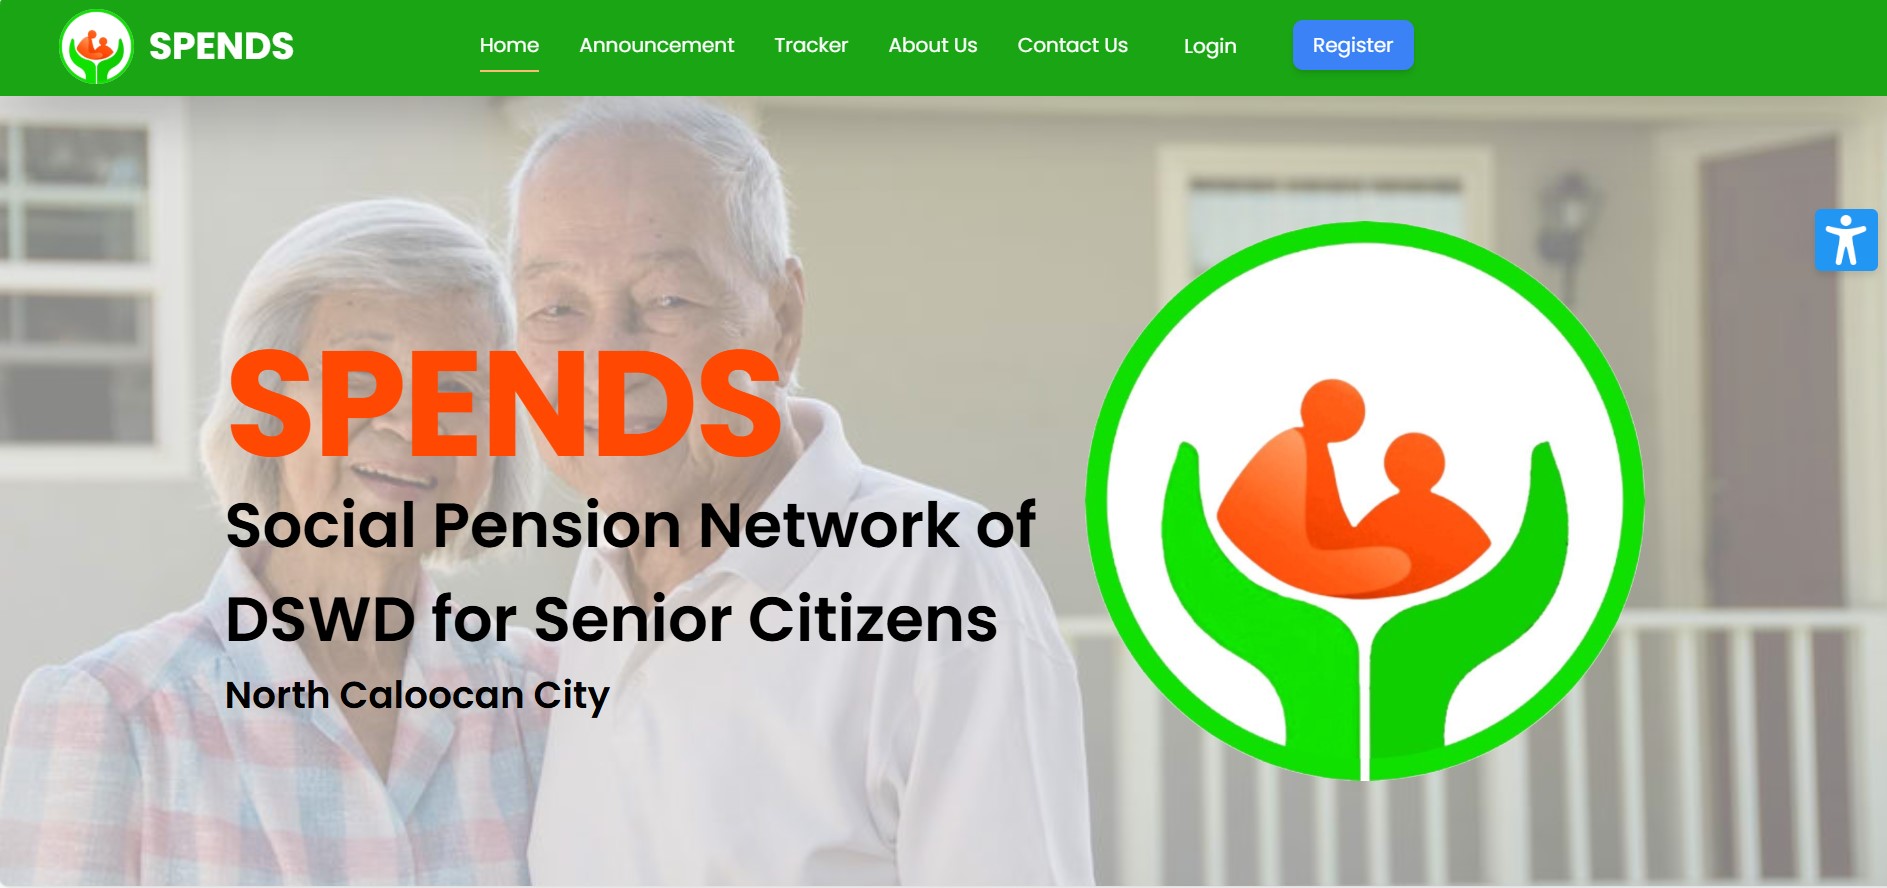 SPENDS
Home
Announcement
Tracker
About Us
Contact Us
Login
Register
SPENDS
Social Pension Network of
DSWD for Senior Citizens
North Caloocan City